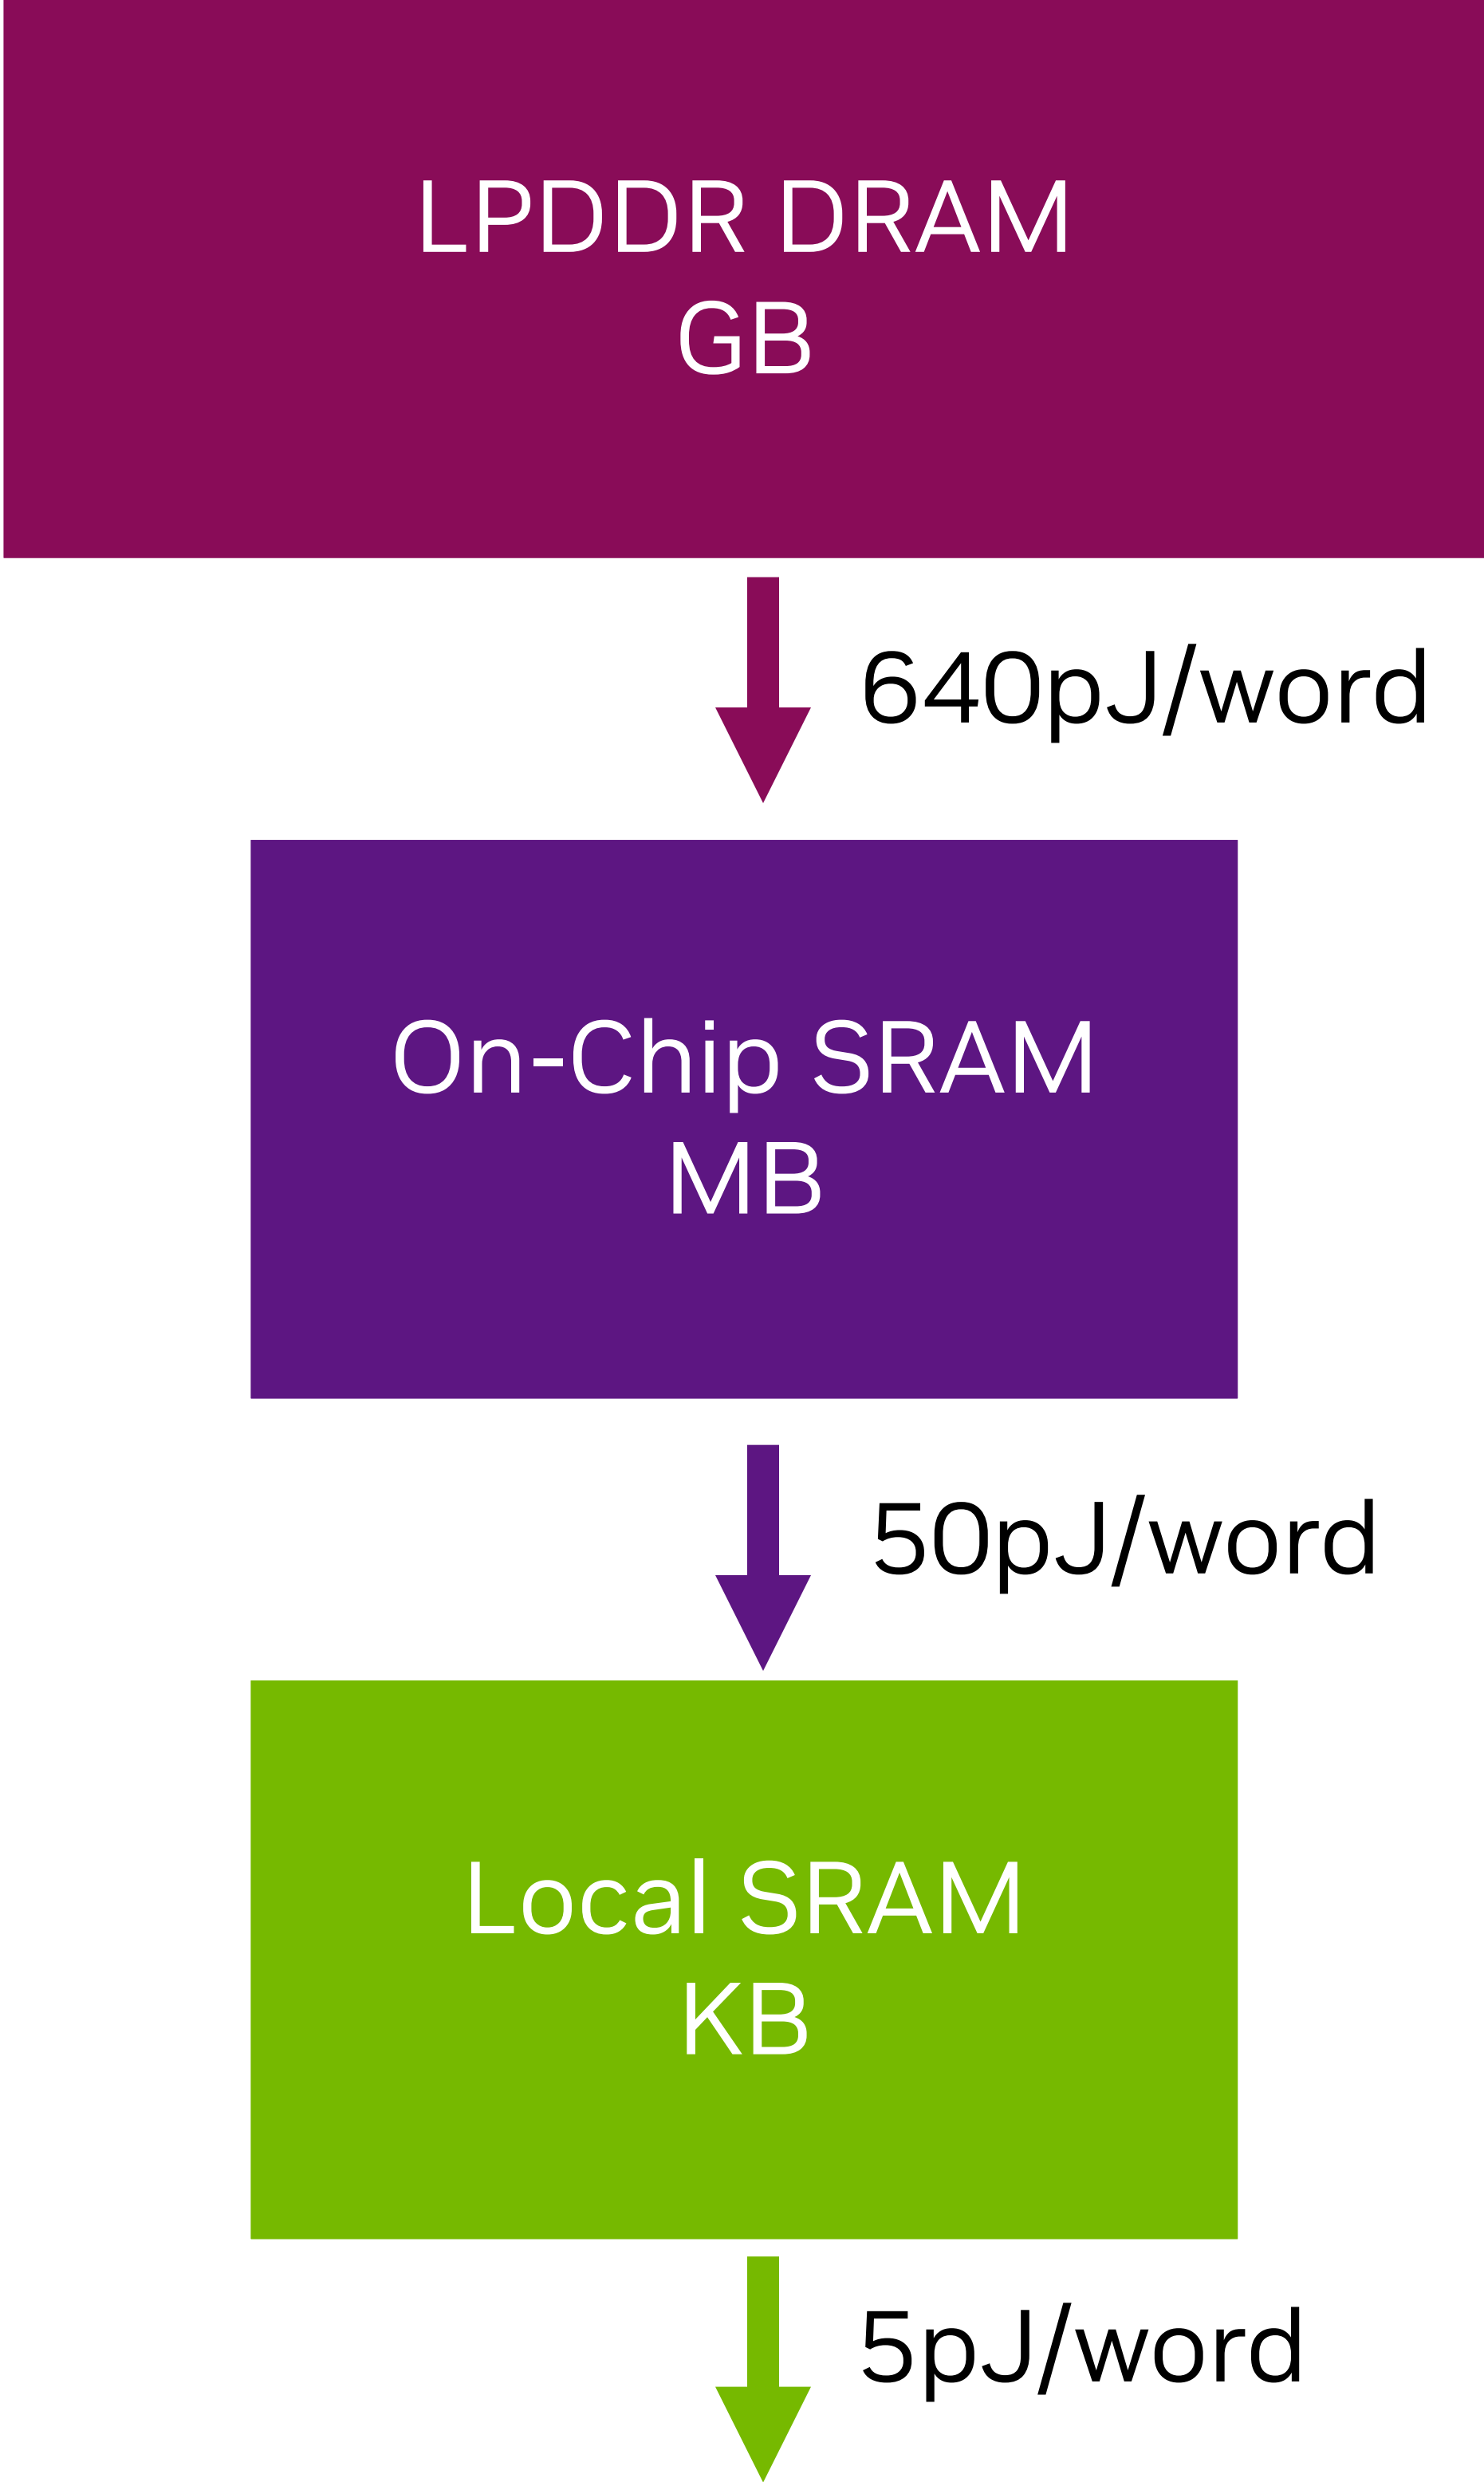 LPDDR DRAM
GB
640pJ/word
On-Chip SRAM
MB
50pJ/word
Local SRAM
KB
5pJ/word